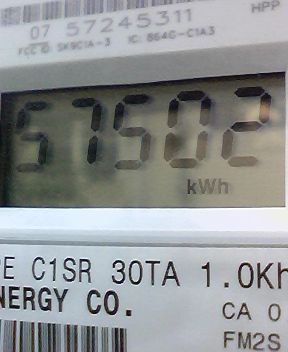 HPP
07 57245311
FCC ID: SK9C1A-3 IC: 864G-C1A3
57502
kWh
PE C1SR 30TA 1.0Kh
NERGY CO.
CA 0
FM2S